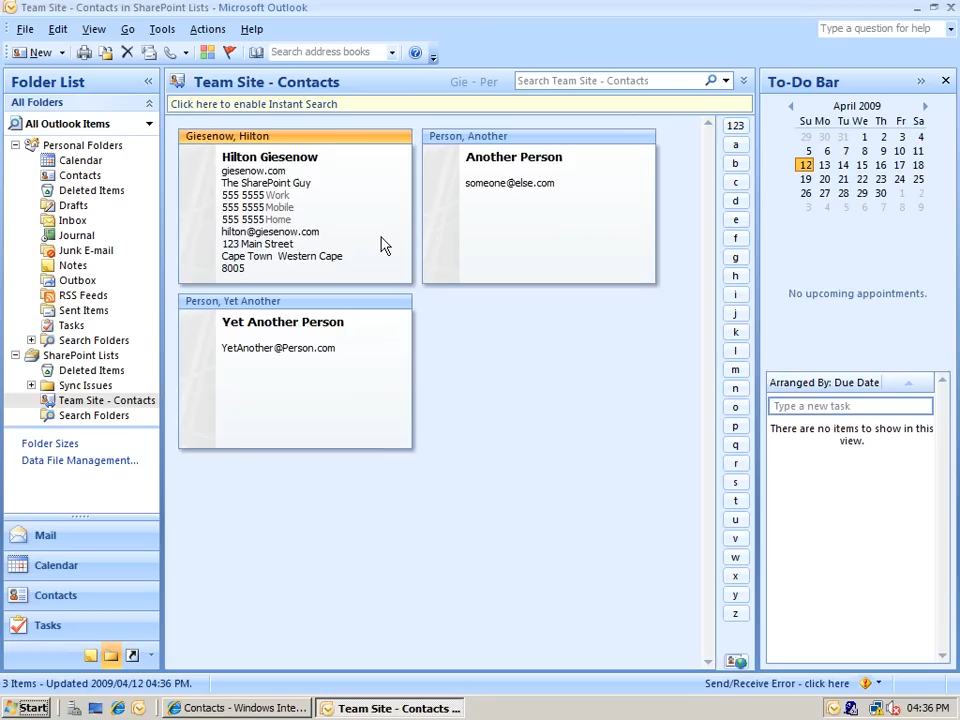 Team Site - Contacts in SharePoint Lists - Microsoft Outlook
File Edit View Go Tools Actions Help
Type a question for help
New
Search address books
Folder List «
All Folders
All Outlook Items
Personal Folders
Calendar
Contacts
Deleted Items
Drafts
Inbox
Journal
Junk E-mail
Notes
Outbox
RSS Feeds
Sent Items
Tasks
Search Folders
SharePoint Lists
Deleted Items
Sync Issues
Team Site - Contacts
Search Folders
Folder Sizes
Data File Management...
Mail
Calendar
Contacts
Tasks
Team Site - Contacts
Gie - Per
Search Team Site - Contacts
Click here to enable Instant Search
Giesenow, Hilton
Hilton Giesenow
giesenow.com
The SharePoint Guy
555 5555 Work
555 5555 Mobile
555 5555 Home
hilton@giesenow.com
123 Main Street
Cape Town Western Cape
8005
Person, Another
Another Person
someone@else.com
Person, Yet Another
Yet Another Person
YetAnother@Person.com
123
a
b
c
d
e
f
g
h
i
j
k
l
m
n
o
p
q
r
s
t
u
v
w
x
y
z
To-Do Bar »
April 2009
Su Mo Tu We Th Fr Sa
29 30 31 1 2 3 4
5 6 7 8 9 10 11
12 13 14 15 16 17 18
19 20 21 22 23 24 25
26 27 28 29 30 1 2
3 4 5 6 7 8 9
No upcoming appointments.
Arranged By: Due Date
Type a new task
There are no items to show in this
view.
3 Items - Updated 2009/04/12 04:36 PM.
Send/Receive Error - click here
Start
Contacts - Windows Inte...
Team Site - Contacts ...
04:36 PM